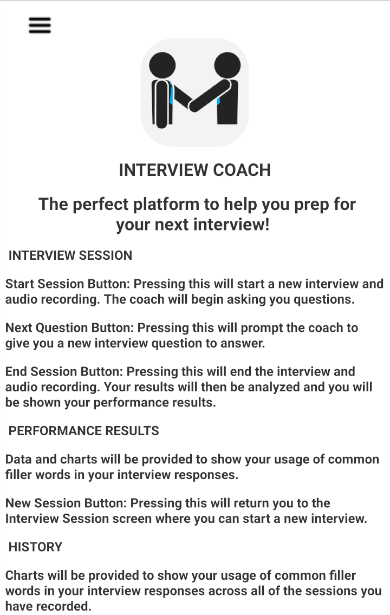 INTERVIEW COACH
The perfect platform to help you prep for
your next interview!
INTERVIEW SESSION
Start Session Button: Pressing this will start a new interview and
audio recording. The coach will begin asking you questions.
Next Question Button: Pressing this will prompt the coach to
give you a new interview question to answer.
End Session Button: Pressing this will end the interview and
audio recording. Your results will then be analyzed and you will
be shown your performance results.
PERFORMANCE RESULTS
Data and charts will be provided to show your usage of common
filler words in your interview responses.
New Session Button: Pressing this will return you to the
Interview Session screen where you can start a new interview.
HISTORY
Charts will be provided to show your usage of common filler
words in your interview responses across all of the sessions you
have recorded.